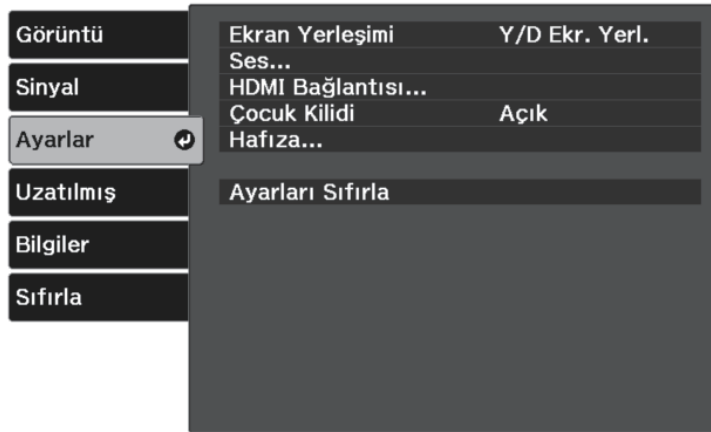 Görüntü
Sinyal
Ayarlar
Uzatılmış
Bilgiler
Sıfırla
Ekran Yerleşimi Y/D Ekr. Yerl.
Ses...
HDMI Bağlantısı...
Çocuk Kilidi Açık
Hafıza...
Ayarları Sıfırla